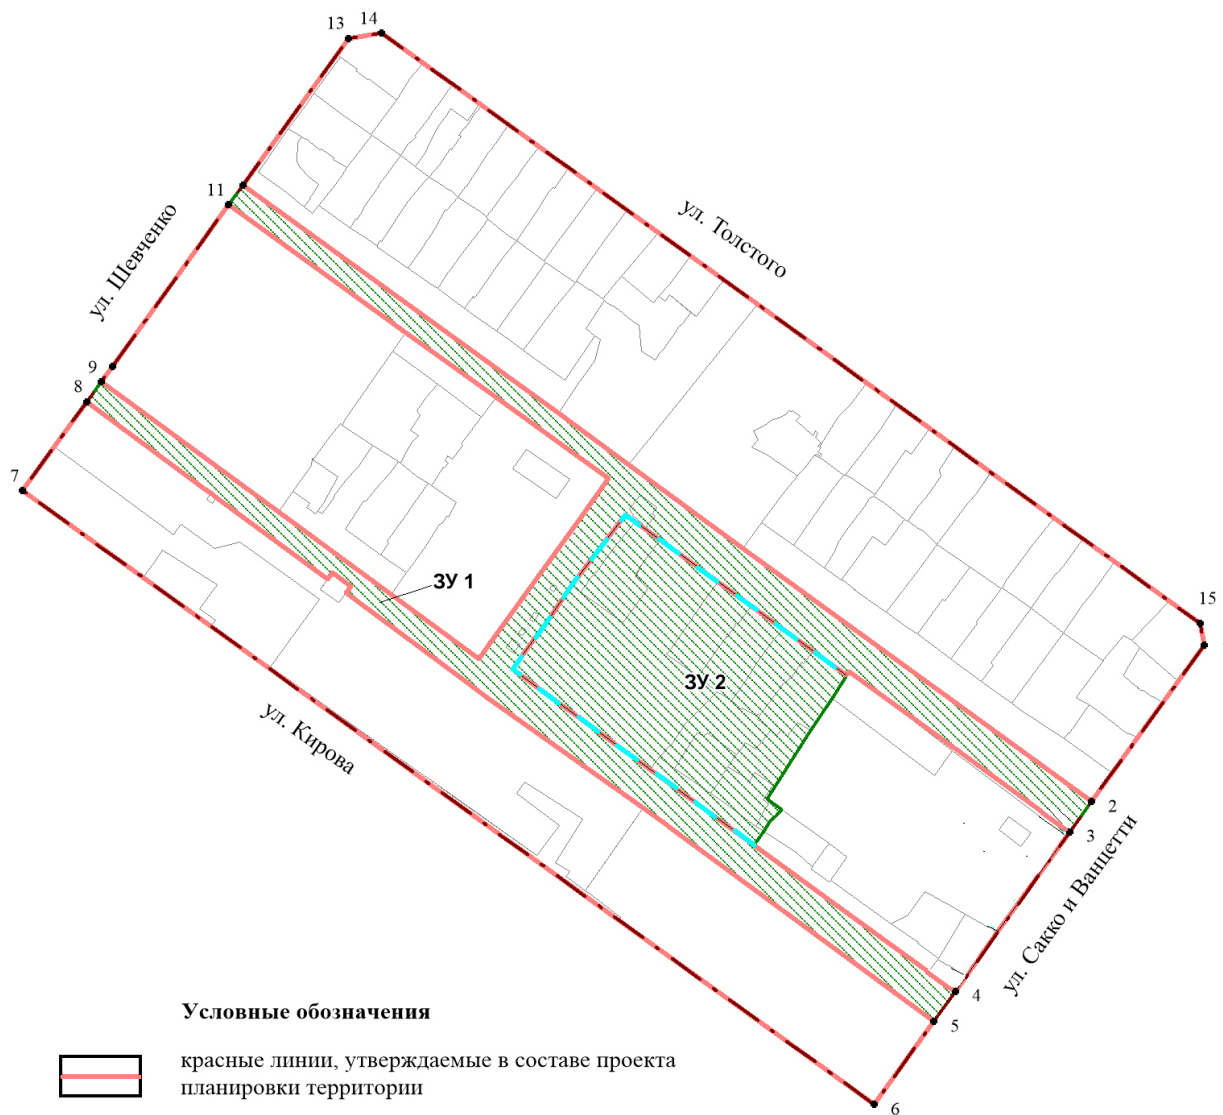 13 14
11
ул. Шевченко
ул. Толстого
9
8
7
ЗУ 1
15
ЗУ 2
ул. Кирова
2
3
ул. Сакко и Ванцетти
4
5
6
Условные обозначения
красные линии, утверждаемые в составе проекта
планировки территории